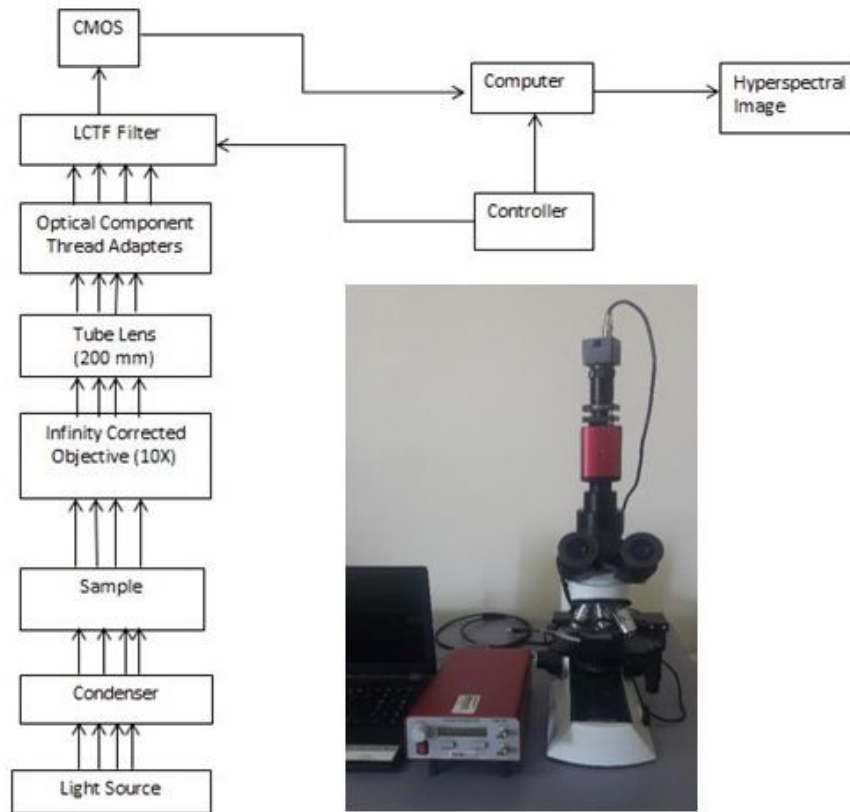 CMOS
Computer
Hyperspectral
Image
LCTF Filter
Controller
Optical Component
Thread Adapters
Tube Lens
(200 mm)
Infinity Corrected
Objective (10X)
Sample
Condenser
Light Source